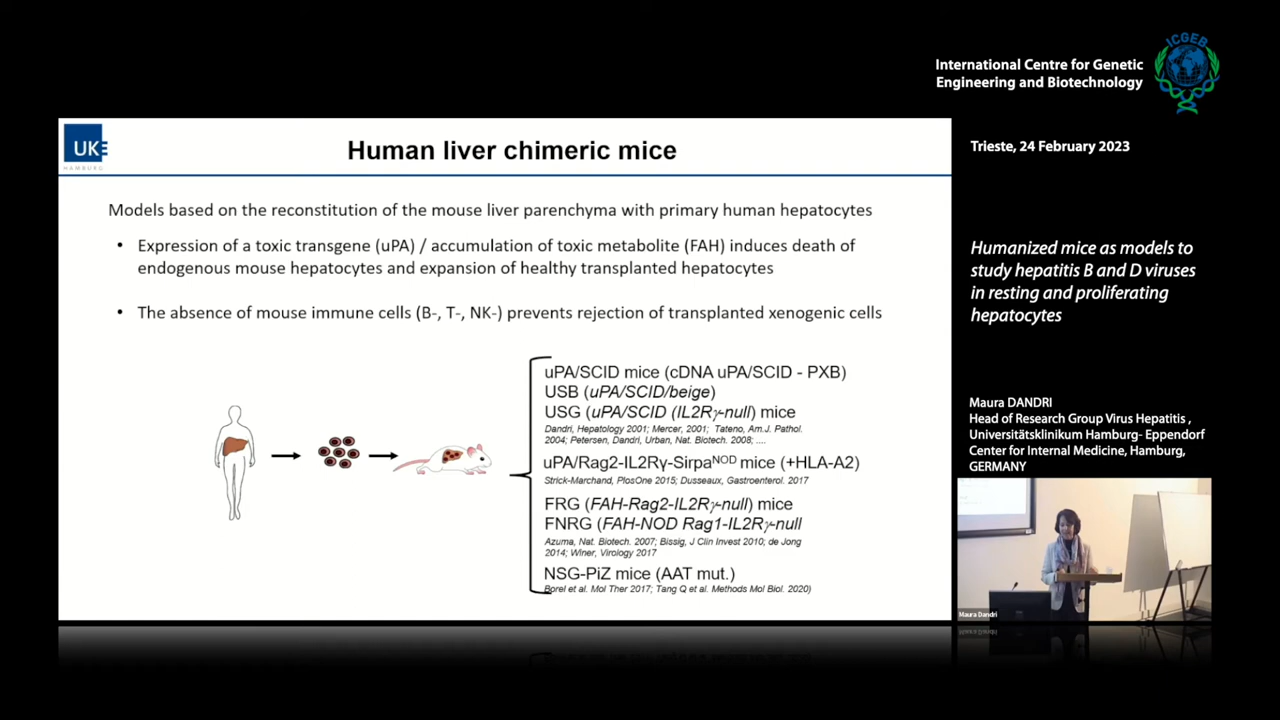 ICGEB
International Centre for Genetic
Engineering and Biotechnology
Trieste, 24 February 2023
UKE
HAMBURG
Human liver chimeric mice
Models based on the reconstitution of the mouse liver parenchyma with primary human hepatocytes
• Expression of a toxic transgene (uPA) / accumulation of toxic metabolite (FAH) induces death of
endogenous mouse hepatocytes and expansion of healthy transplanted hepatocytes
• The absence of mouse immune cells (B-, T-, NK-) prevents rejection of transplanted xenogenic cells
uPA/SCID mice (cDNA uPA/SCID - PXB)
USB (uPA/SCID/beige)
USG (uPA/SCID (IL2Rγ-null) mice
Dandri, Hepatology 2001; Mercer, 2001; Tateno, Am.J. Pathol.
2004; Petersen, Dandri, Urban, Nat. Biotech. 2008; ....
uPA/Rag2-IL2Rγ-Sirpaᴺᴼᴰ mice (+HLA-A2)
Strick-Marchand, PlosOne 2015; Dusseaux, Gastroenterol. 2017
FRG (FAH-Rag2-IL2Rγ-null) mice
FNRG (FAH-NOD Rag1-IL2Rγ-null
Azuma, Nat. Biotech. 2007; Bissig, J Clin Invest 2010; de Jong
2014; Winer, Virology 2017
NSG-PiZ mice (AAT mut.)
Borel et al. Mol Ther 2017; Tang Q et al. Methods Mol Biol. 2020)
Humanized mice as models to
study hepatitis B and D viruses
in resting and proliferating
hepatocytes
Maura DANDRI
Head of Research Group Virus Hepatitis ,
Universitätsklinikum Hamburg- Eppendorf
Center for Internal Medicine, Hamburg,
GERMANY
Maura Dandri